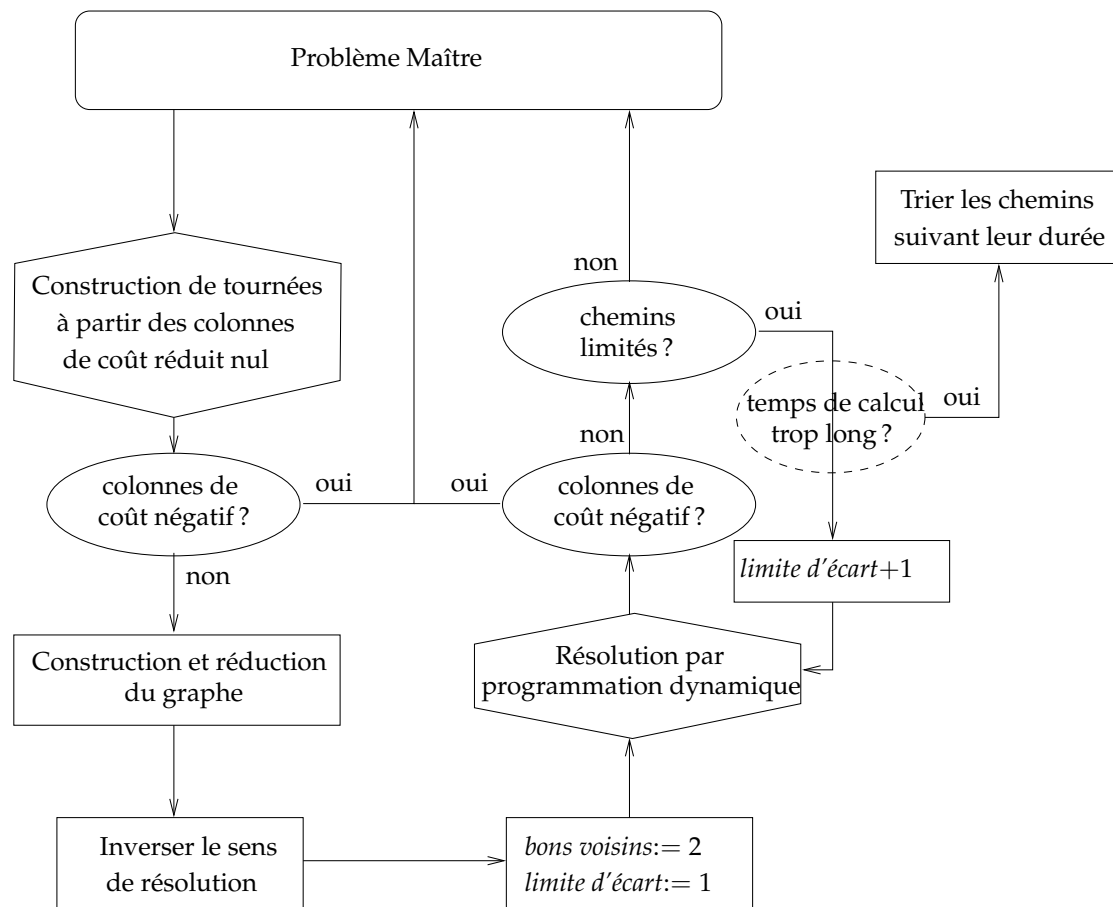 Problème Maître
Trier les chemins
suivant leur durée
Construction de tournées
à partir des colonnes
de coût réduit nul
non
chemins
limités ?
oui
temps de calcul
trop long ?
oui
colonnes de
coût négatif ?
oui
oui
non
colonnes de
coût négatif ?
non
limite d'écart+1
Construction et réduction
du graphe
Résolution par
programmation dynamique
Inverser le sens
de résolution
bons voisins:= 2
limite d'écart:= 1